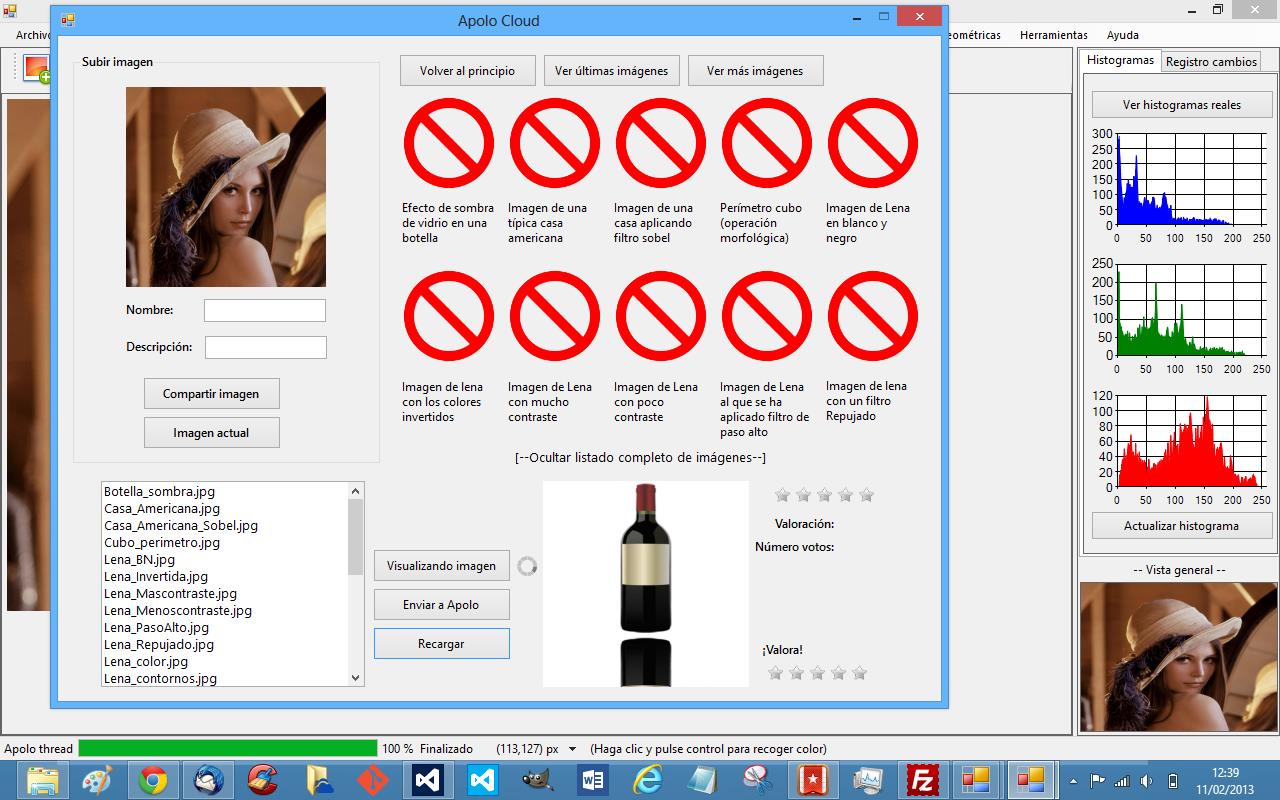 Apolo Cloud
Archivo
eométricas
Herramientas
Ayuda
Subir imagen
Nombre:
Descripción:
Compartir imagen
Imagen actual
Volver al principio
Ver últimas imágenes
Ver más imágenes
Efecto de sombra
de vidrio en una
botella
Imagen de una
típica casa
americana
Imagen de una
casa aplicando
filtro sobel
Perímetro cubo
(operación
morfológica)
Imagen de Lena
en blanco y
negro
Imagen de lena
con los colores
invertidos
Imagen de Lena
con mucho
contraste
Imagen de Lena
con poco
contraste
Imagen de Lena
al que se ha
aplicado filtro de
paso alto
Imagen de lena
con un filtro
Repujado
[--Ocultar listado completo de imágenes--]
Botella_sombra.jpg
Casa_Americana.jpg
Casa_Americana_Sobel.jpg
Cubo_perimetro.jpg
Lena_BN.jpg
Lena_Invertida.jpg
Lena_Mascontraste.jpg
Lena_Menoscontraste.jpg
Lena_PasoAlto.jpg
Lena_Repujado.jpg
Lena_color.jpg
Lena_contornos.jpg
Visualizando imagen
Enviar a Apolo
Recargar
Valoración:
Número votos:
¡Valora!
Histogramas
Registro cambios
Ver histogramas reales
300
250
200
150
100
50
0
0 50 100 150 200 250
250
200
150
100
50
0
0 50 100 150 200 250
120
100
80
60
40
20
0
0 50 100 150 200 250
Actualizar histograma
-- Vista general --
Apolo thread
100 % Finalizado
(113,127) px
(Haga clic y pulse control para recoger color)
12:39
11/02/2013